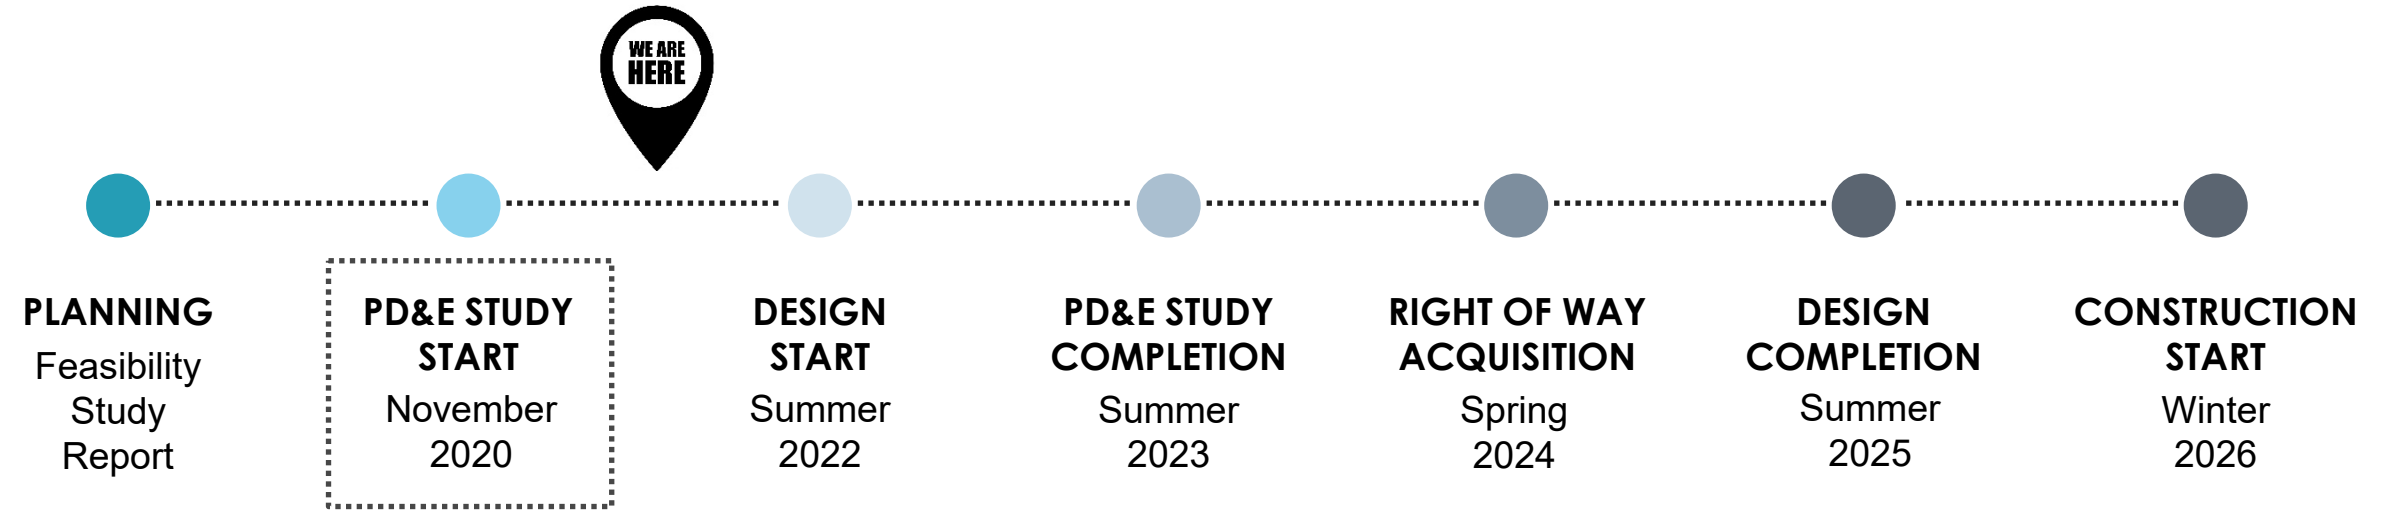 WE ARE
HERE
PLANNING
Feasibility
Study
Report
PD&E STUDY
START
November
2020
DESIGN
START
Summer
2022
PD&E STUDY
COMPLETION
Summer
2023
RIGHT OF WAY
ACQUISITION
Spring
2024
DESIGN
COMPLETION
Summer
2025
CONSTRUCTION
START
Winter
2026